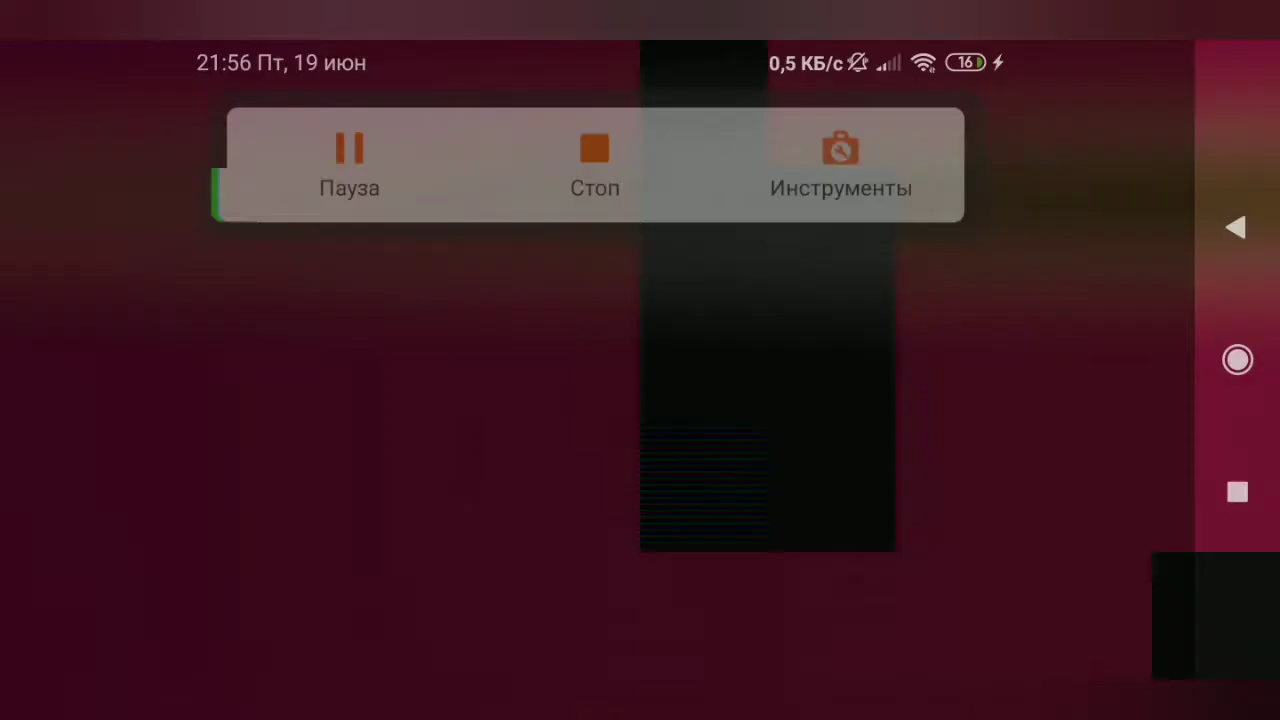 21:56 Пт, 19 июн
0,5 КБ/с 16
Пауза
Стоп
Инструменты